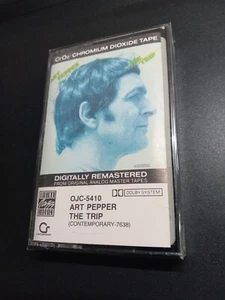 CrO₂ CHROMIUM DIOXIDE TAPE
DIGITALLY REMASTERED
FROM ORIGINAL ANALOG MASTER TAPES
OJC-5410
DOLBY SYSTEM
ART PEPPER
THE TRIP
(CONTEMPORARY-7638)
Cr